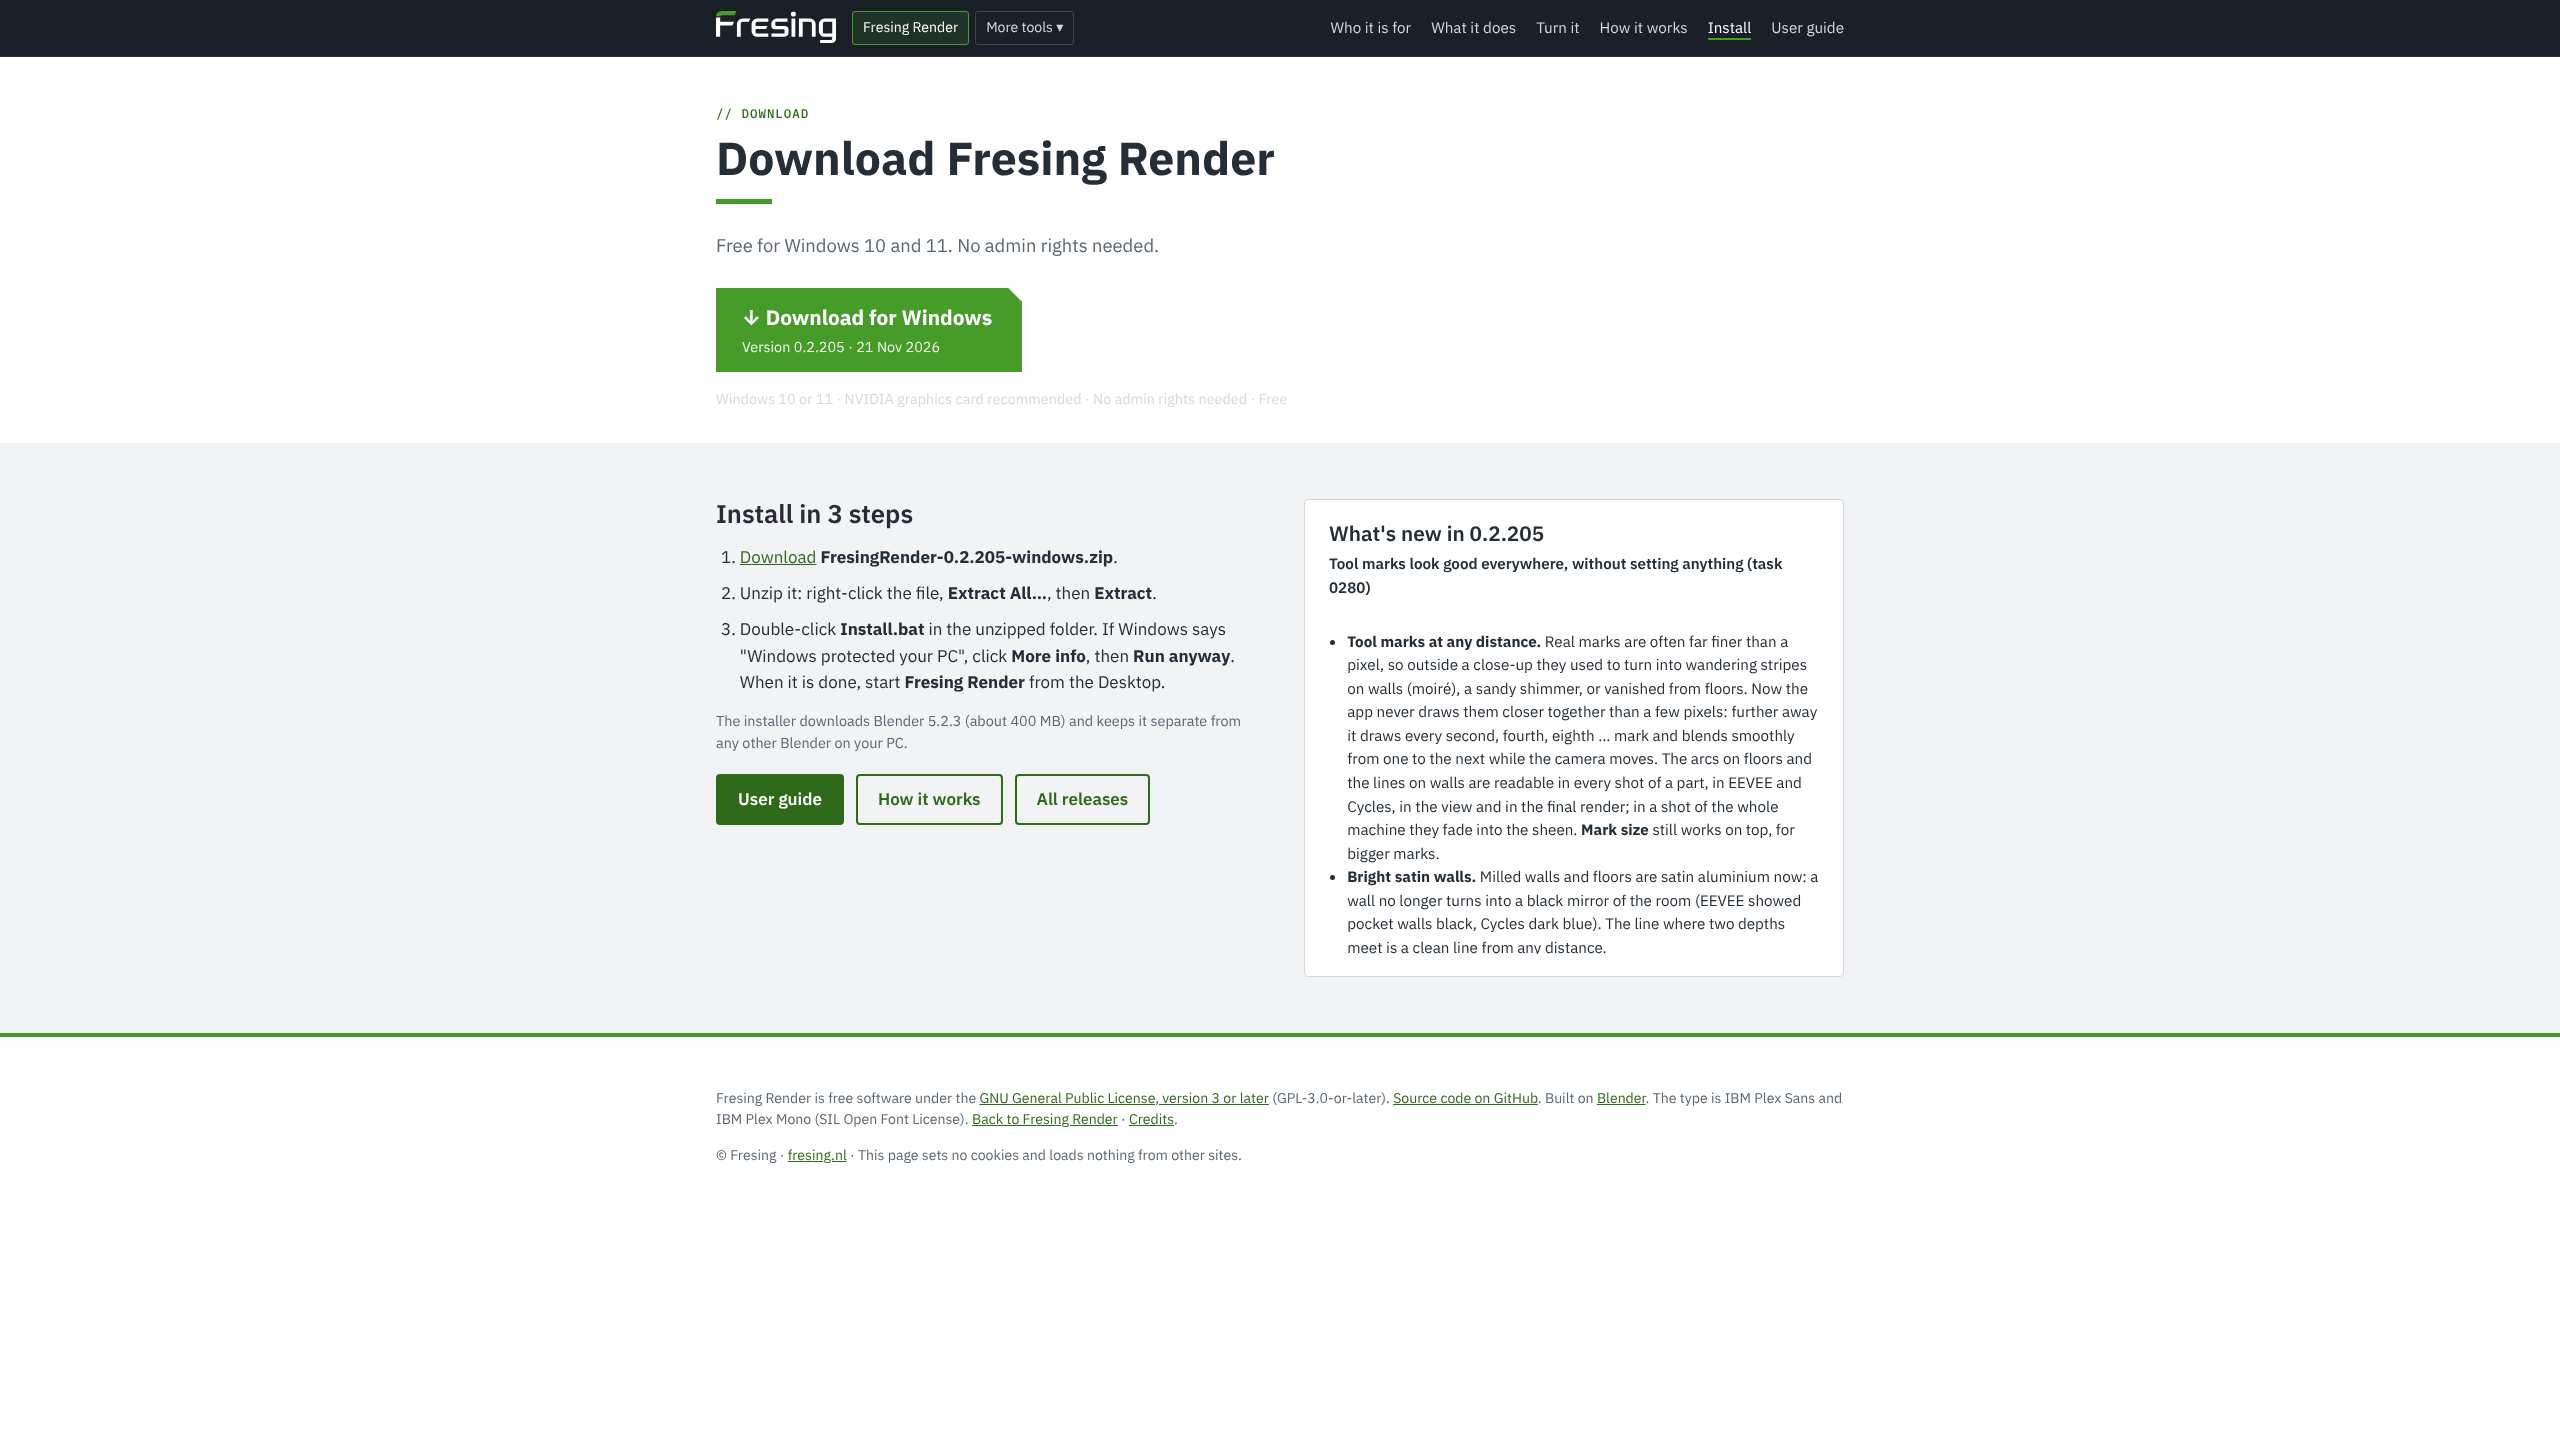 Fresing
Fresing Render
More tools ▾
Who it is for
What it does
Turn it
How it works
Install
User guide
// DOWNLOAD
Download Fresing Render
Free for Windows 10 and 11. No admin rights needed.
↓ Download for Windows
Version 0.2.205 · 21 Nov 2026
Windows 10 or 11 · NVIDIA graphics card recommended · No admin rights needed · Free
Install in 3 steps
1. Download FresingRender-0.2.205-windows.zip.
2. Unzip it: right-click the file, Extract All…, then Extract.
3. Double-click Install.bat in the unzipped folder. If Windows says
"Windows protected your PC", click More info, then Run anyway.
When it is done, start Fresing Render from the Desktop.
The installer downloads Blender 5.2.3 (about 400 MB) and keeps it separate from
any other Blender on your PC.
User guide
How it works
All releases
What's new in 0.2.205
Tool marks look good everywhere, without setting anything (task
0280)
• Tool marks at any distance. Real marks are often far finer than a
pixel, so outside a close-up they used to turn into wandering stripes
on walls (moiré), a sandy shimmer, or vanished from floors. Now the
app never draws them closer together than a few pixels: further away
it draws every second, fourth, eighth … mark and blends smoothly
from one to the next while the camera moves. The arcs on floors and
the lines on walls are readable in every shot of a part, in EEVEE and
Cycles, in the view and in the final render; in a shot of the whole
machine they fade into the sheen. Mark size still works on top, for
bigger marks.
• Bright satin walls. Milled walls and floors are satin aluminium now: a
wall no longer turns into a black mirror of the room (EEVEE showed
pocket walls black, Cycles dark blue). The line where two depths
meet is a clean line from any distance.
Fresing Render is free software under the GNU General Public License, version 3 or later (GPL-3.0-or-later). Source code on GitHub. Built on Blender. The type is IBM Plex Sans and
IBM Plex Mono (SIL Open Font License). Back to Fresing Render · Credits.
© Fresing · fresing.nl · This page sets no cookies and loads nothing from other sites.